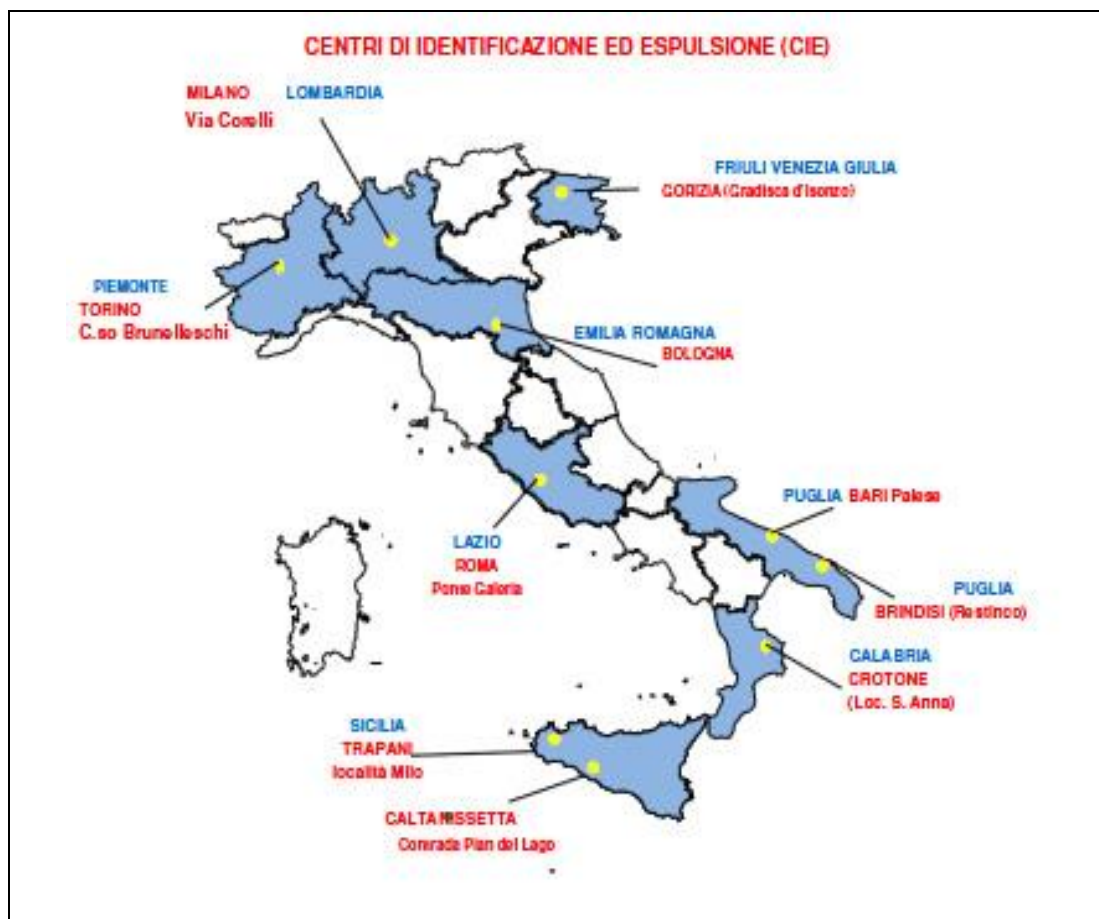 CENTRI DI IDENTIFICAZIONE ED ESPULSIONE (CIE)
MILANO LOMBARDIA
Via Corelli
FRIULI VENEZIA GIULIA
GORIZIA (Gradisca d'Isonzo)
PIEMONTE
TORINO
C.so Brunelleschi
EMILIA ROMAGNA
BOLOGNA
PUGLIA BARI Palese
LAZIO
ROMA
Ponte Galeria
PUGLIA
BRINDISI (Restinco)
CALABRIA
CROTONE
(Loc. S. Anna)
SICILIA
TRAPANI
località Milo
CALTANISSETTA
Contrada Pian del Lago